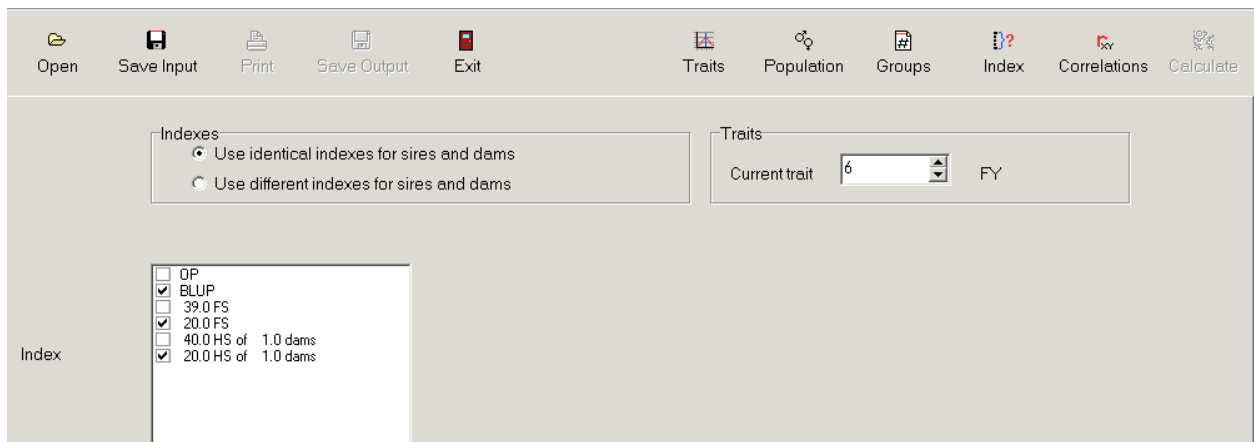 Open Save Input Print Save Output Exit Traits Population Groups Index Correlations Calculate
Indexes
Use identical indexes for sires and dams
Use different indexes for sires and dams
Traits
Current trait 6 FY
Index
OP
BLUP
39.0 FS
20.0 FS
40.0 HS of 1.0 dams
20.0 HS of 1.0 dams